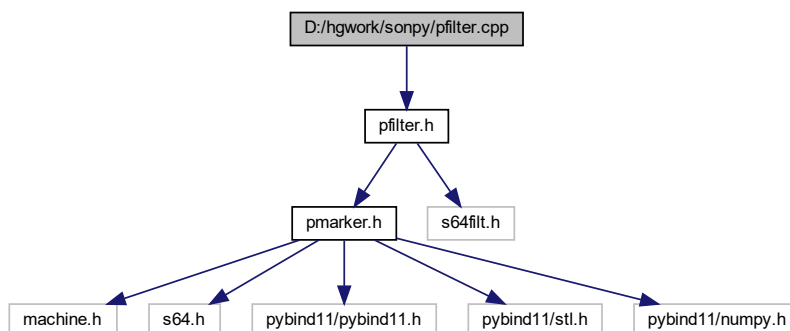 D:/hgwork/sonpy/pfilter.cpp
pfilter.h
pmarker.h
s64filt.h
machine.h
s64.h
pybind11/pybind11.h
pybind11/stl.h
pybind11/numpy.h